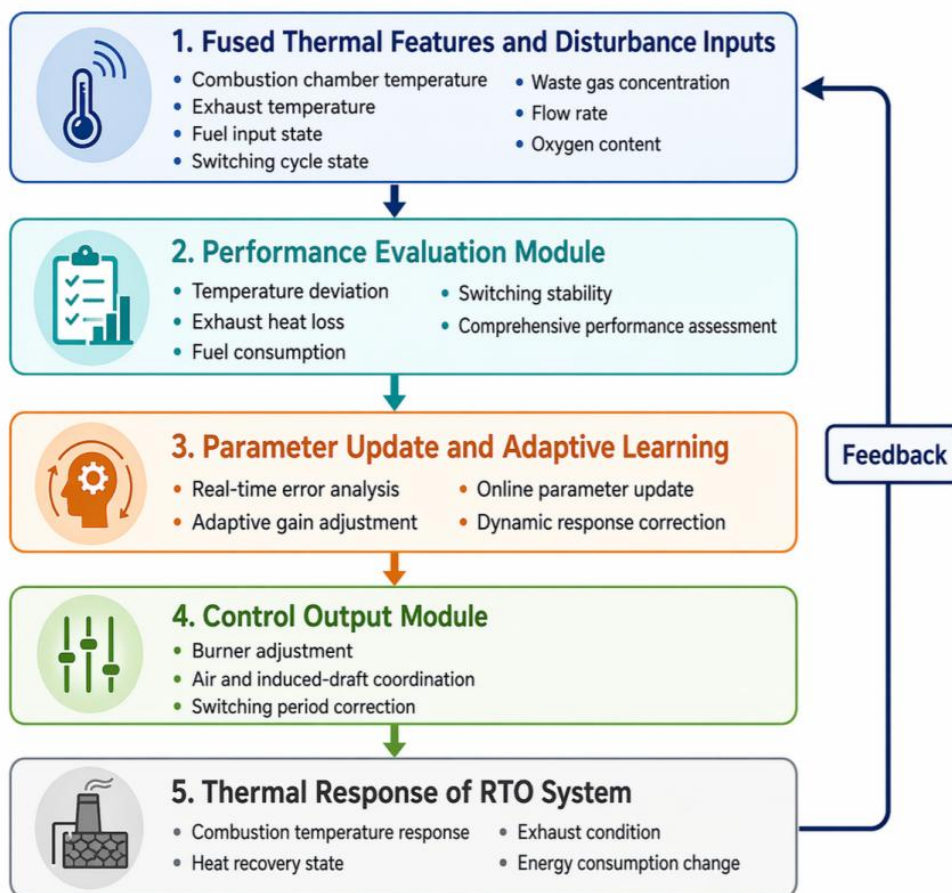 1. Fused Thermal Features and Disturbance Inputs
• Combustion chamber temperature
• Exhaust temperature
• Fuel input state
• Switching cycle state
• Waste gas concentration
• Flow rate
• Oxygen content
2. Performance Evaluation Module
• Temperature deviation
• Exhaust heat loss
• Fuel consumption
• Switching stability
• Comprehensive performance assessment
3. Parameter Update and Adaptive Learning
• Real-time error analysis
• Adaptive gain adjustment
• Online parameter update
• Dynamic response correction
Feedback
4. Control Output Module
• Burner adjustment
• Air and induced-draft coordination
• Switching period correction
5. Thermal Response of RTO System
• Combustion temperature response
• Heat recovery state
• Exhaust condition
• Energy consumption change